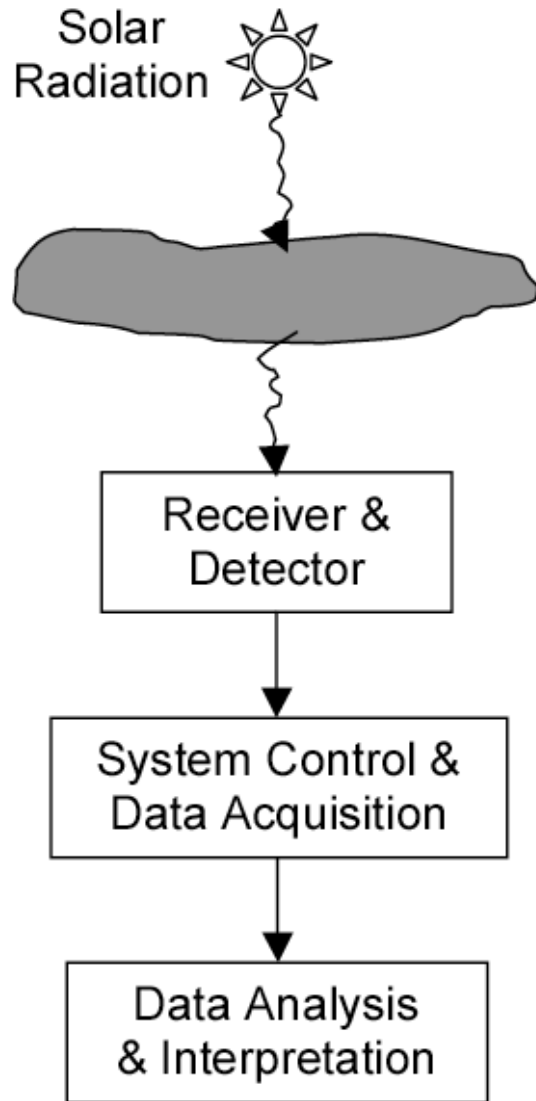 Solar
Radiation
Receiver &
Detector
System Control &
Data Acquisition
Data Analysis
& Interpretation